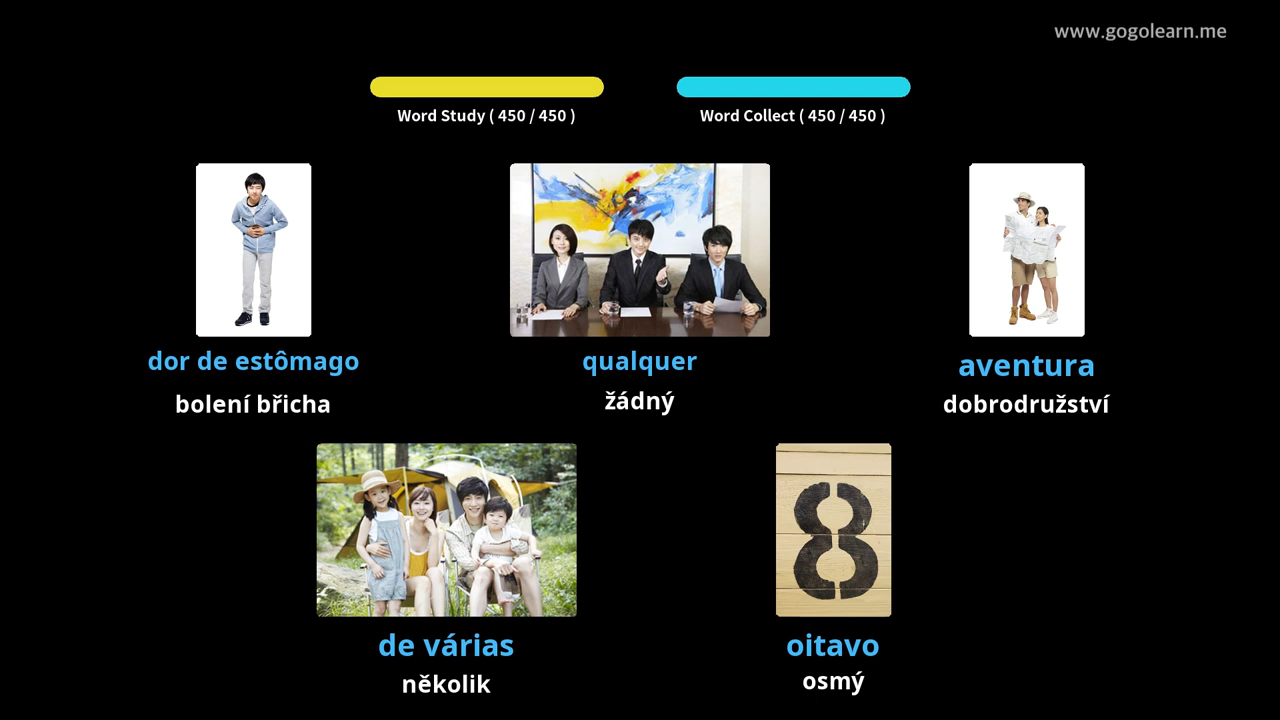 www.gogolearn.me
Word Study ( 450 / 450 )
Word Collect ( 450 / 450 )
dor de estômago
qualquer
aventura
bolení břicha
žádný
dobrodružství
8
de várias
oitavo
několik
osmý